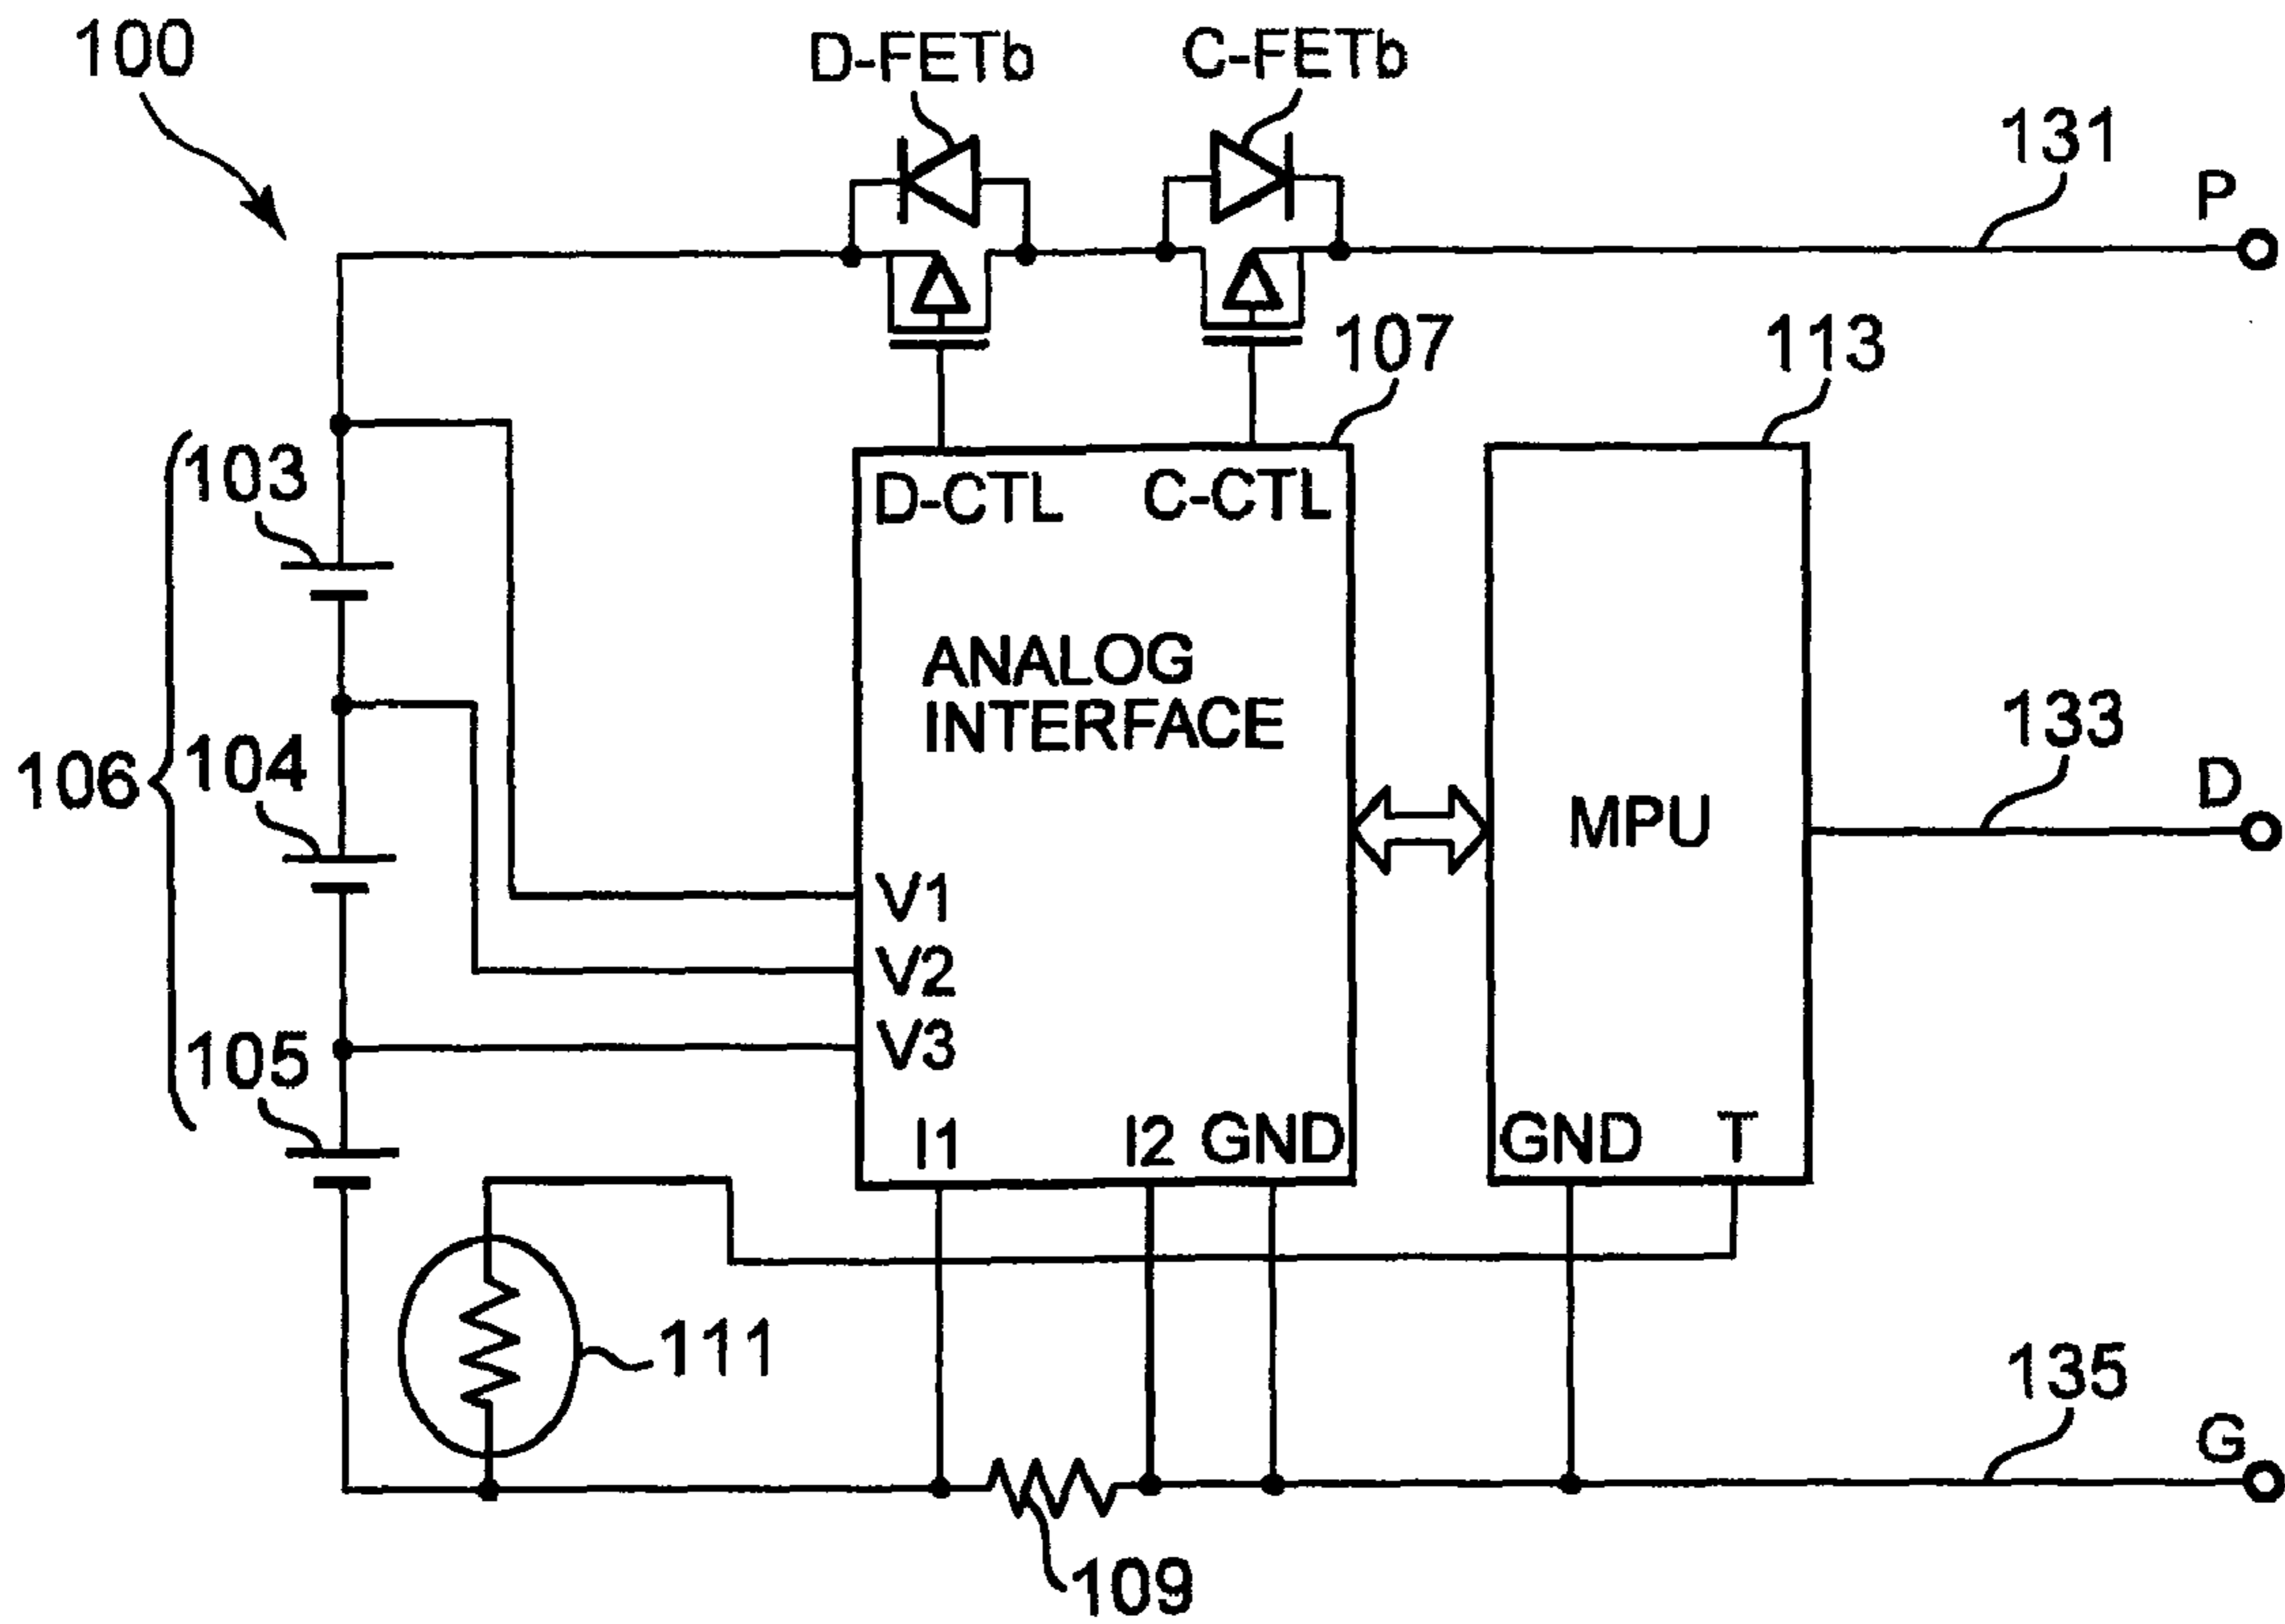 100
D-FETb
C-FETb
131
P
107
113
103
D-CTL
C-CTL
ANALOG
INTERFACE
133
106
104
D
MPU
V1
V2
V3
105
I1
I2
GND
GND
T
111
135
G
109